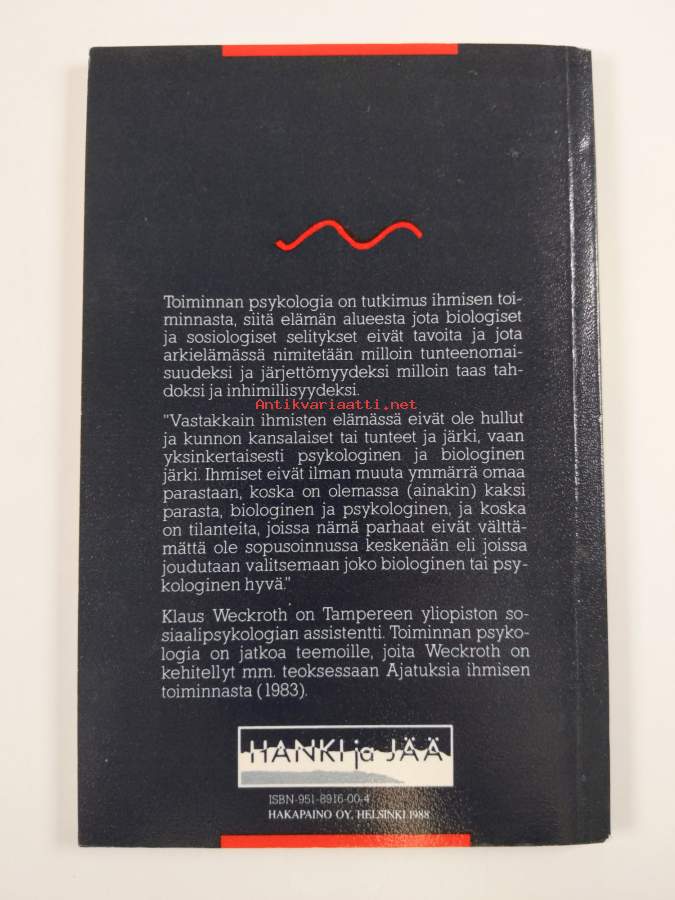 Toiminnan psykologia on tutkimus ihmisen toi-
minnasta, siitä elämän alueesta jota biologiset
ja sosiologiset selitykset eivät tavoita ja jota
arkielämässä nimitetään milloin tunteenomai-
suudeksi ja järjettömyydeksi milloin taas tah-
doksi ja inhimillisyydeksi.
Antikvariaatti.net
"Vastakkain ihmisten elämässä eivät ole hullut
ja kunnon kansalaiset tai tunteet ja järki, vaan
yksinkertaisesti psykologinen ja biologinen
järki. Ihmiset eivät ilman muuta ymmärrä omaa
parastaan, koska on olemassa (ainakin) kaksi
parasta, biologinen ja psykologinen, ja koska
on tilanteita, joissa nämä parhaat eivät välttä-
mättä ole sopusoinnussa keskenään eli joissa
joudutaan valitsemaan joko biologinen tai psy-
kologinen hyvä."
Klaus Weckroth on Tampereen yliopiston so-
siaalipsykologian assistentti. Toiminnan psyko-
logia on jatkoa teemoille, joita Weckroth on
kehitellyt mm. teoksessaan Ajatuksia ihmisen
toiminnasta (1983).
HANKI ja JÄÄ
ISBN-951-8916-00-4
HAKAPAINO OY, HELSINKI 1988